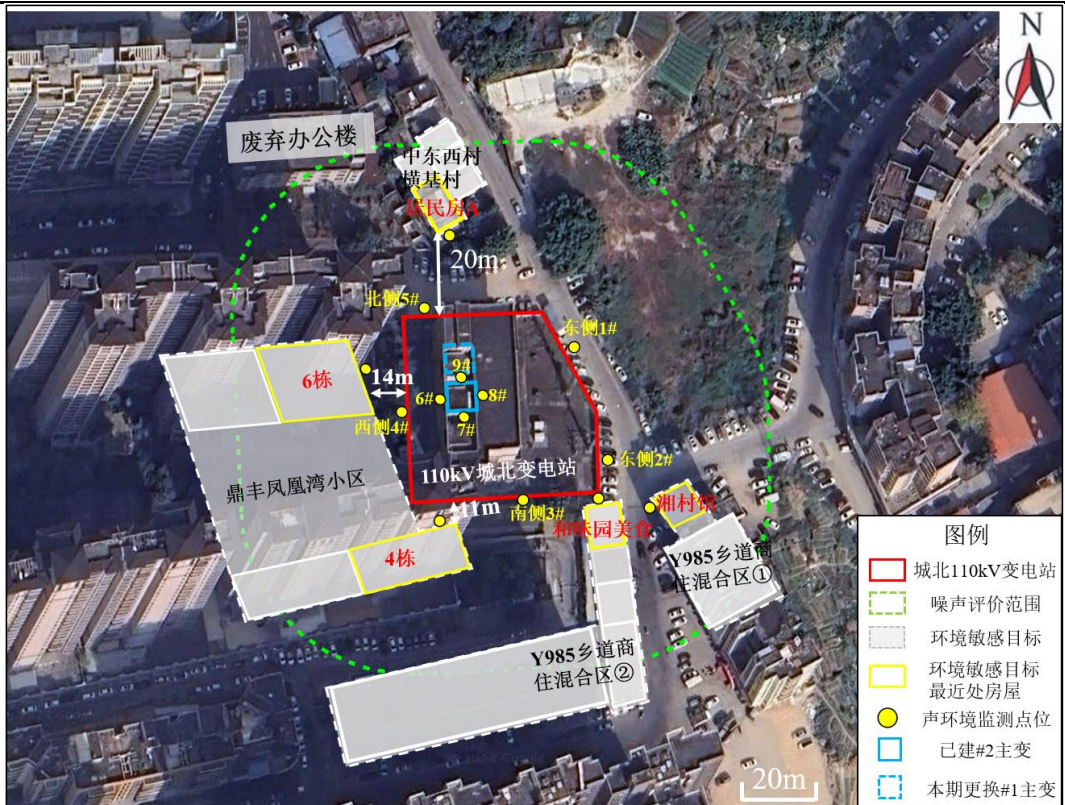 N
废弃办公楼
中东西村
横基村
居民房A
20m
北侧5#
东侧1#
6栋
14m
9#
6#
8#
7#
西侧4#
110kV城北变电站
东侧2#
鼎丰凤凰湾小区
11m
南侧3#
和味园美食
湘村馆
4栋
Y985乡道商
住混合区①
Y985乡道商
住混合区②
20m
图例
城北110kV变电站
噪声评价范围
环境敏感目标
环境敏感目标
最近处房屋
声环境监测点位
已建#2主变
本期更换#1主变